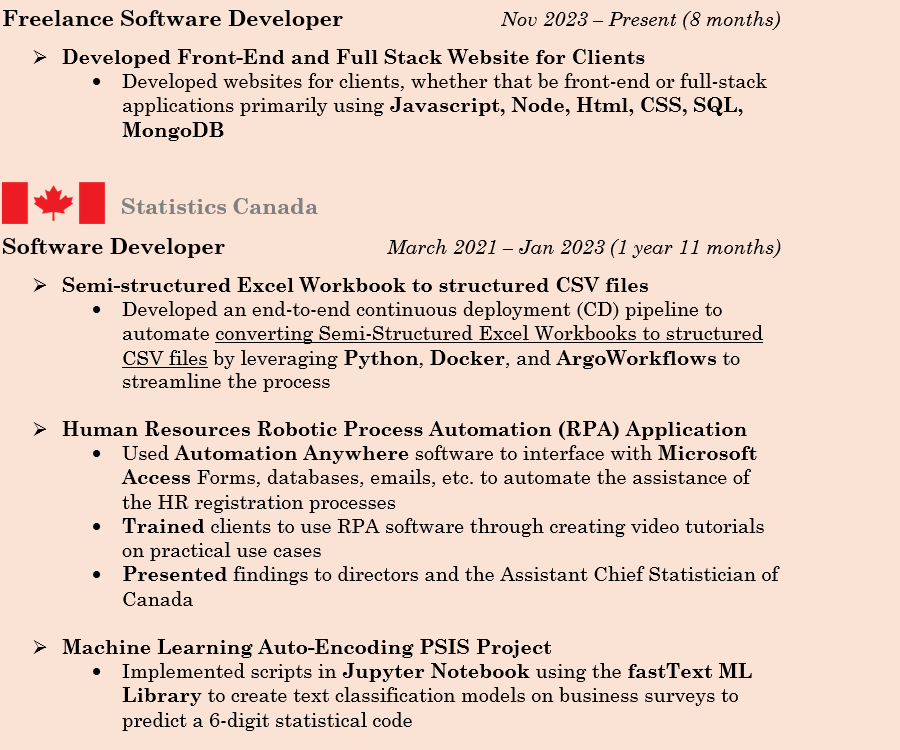 Freelance Software Developer Nov 2023 – Present (8 months)
➢ Developed Front-End and Full Stack Website for Clients
• Developed websites for clients, whether that be front-end or full-stack
applications primarily using Javascript, Node, Html, CSS, SQL,
MongoDB
Statistics Canada
Software Developer March 2021 – Jan 2023 (1 year 11 months)
➢ Semi-structured Excel Workbook to structured CSV files
• Developed an end-to-end continuous deployment (CD) pipeline to
automate converting Semi-Structured Excel Workbooks to structured
CSV files by leveraging Python, Docker, and ArgoWorkflows to
streamline the process
➢ Human Resources Robotic Process Automation (RPA) Application
• Used Automation Anywhere software to interface with Microsoft
Access Forms, databases, emails, etc. to automate the assistance of
the HR registration processes
• Trained clients to use RPA software through creating video tutorials
on practical use cases
• Presented findings to directors and the Assistant Chief Statistician of
Canada
➢ Machine Learning Auto-Encoding PSIS Project
• Implemented scripts in Jupyter Notebook using the fastText ML
Library to create text classification models on business surveys to
predict a 6-digit statistical code